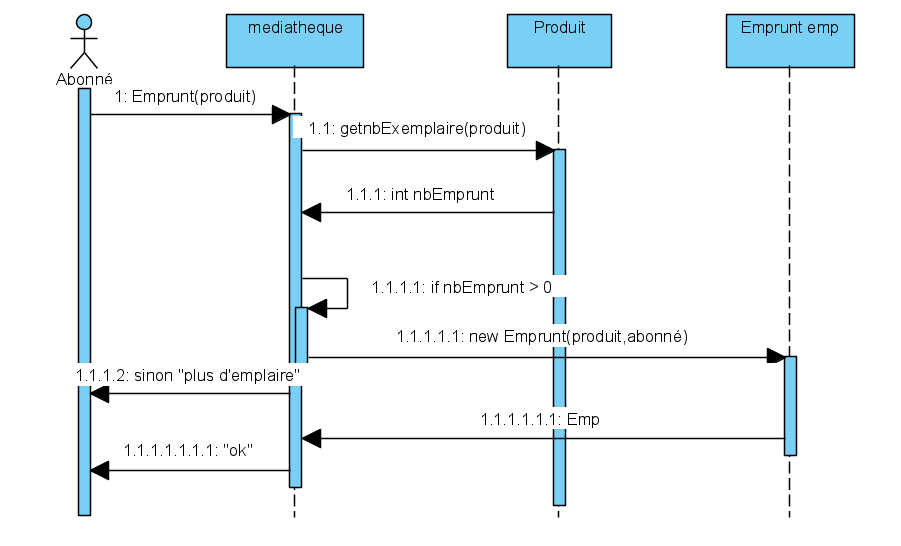 mediatheque
Produit
Emprunt emp
Abonné
1: Emprunt(produit)
1.1: getnbExemplaire(produit)
1.1.1: int nbEmprunt
1.1.1.1: if nbEmprunt > 0
1.1.1.1.1: new Emprunt(produit,abonné)
1.1.1.2: sinon "plus d'emplaire"
1.1.1.1.1.1: Emp
1.1.1.1.1.1.1: "ok"